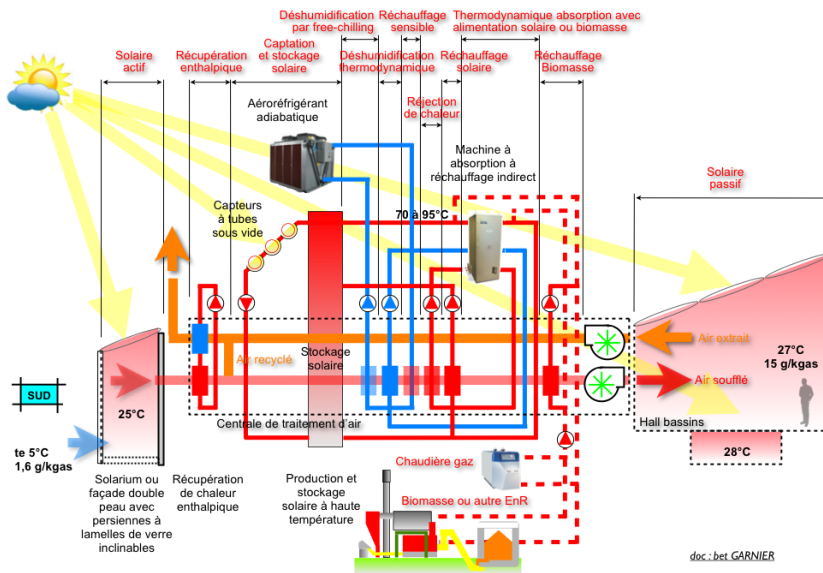 Déshumidification
par free-chilling
Réchauffage
sensible
Thermodynamique absorption avec
alimentation solaire ou biomasse
Solaire
actif
Récupération
enthalpique
Captation
et stockage
solaire
Déshumidification
thermodynamique
Réchauffage
solaire
Réchauffage
Biomasse
Aéroréfrigérant
adiabatique
Réjection
de chaleur
Machine à
absorption à
réchauffage indirect
Solaire
passif
Capteurs
à tubes
sous vide
70 à 95°C
Air recyclé
Stockage
solaire
Air extrait
27°C
15 g/kgas
Air soufflé
SUD
25°C
Centrale de traitement d'air
Hall bassins
te 5°C
1,6 g/kgas
28°C
Chaudière gaz
Solarium ou
façade double
peau avec
persiennes à
lamelles de verre
inclinables
Récupération
de chaleur
enthalpique
Production et
stockage
solaire à haute
température
Biomasse ou autre EnR
doc : bet GARNIER